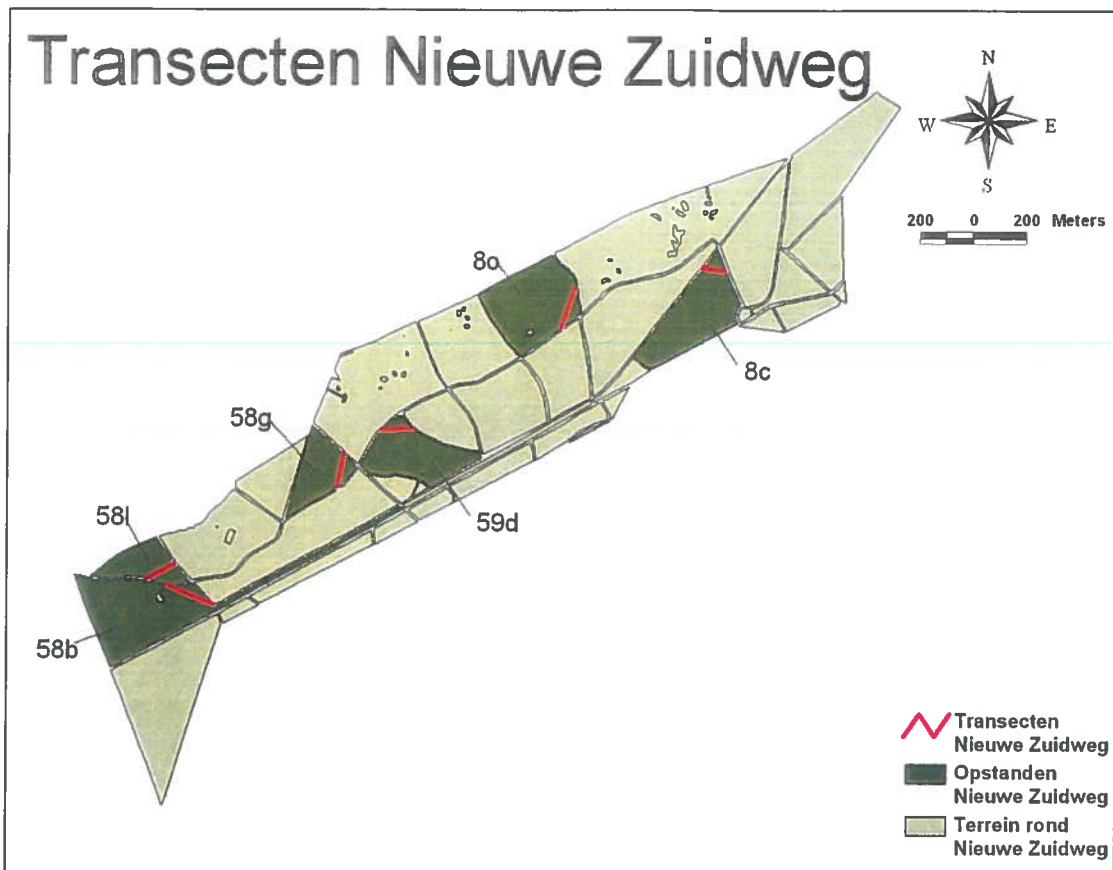 Transecten Nieuwe Zuidweg
N
W E
S
200 0 200 Meters
8o
8c
58g
59d
58l
58b
Transecten
Nieuwe Zuidweg
Opstanden
Nieuwe Zuidweg
Terrein rond
Nieuwe Zuidweg